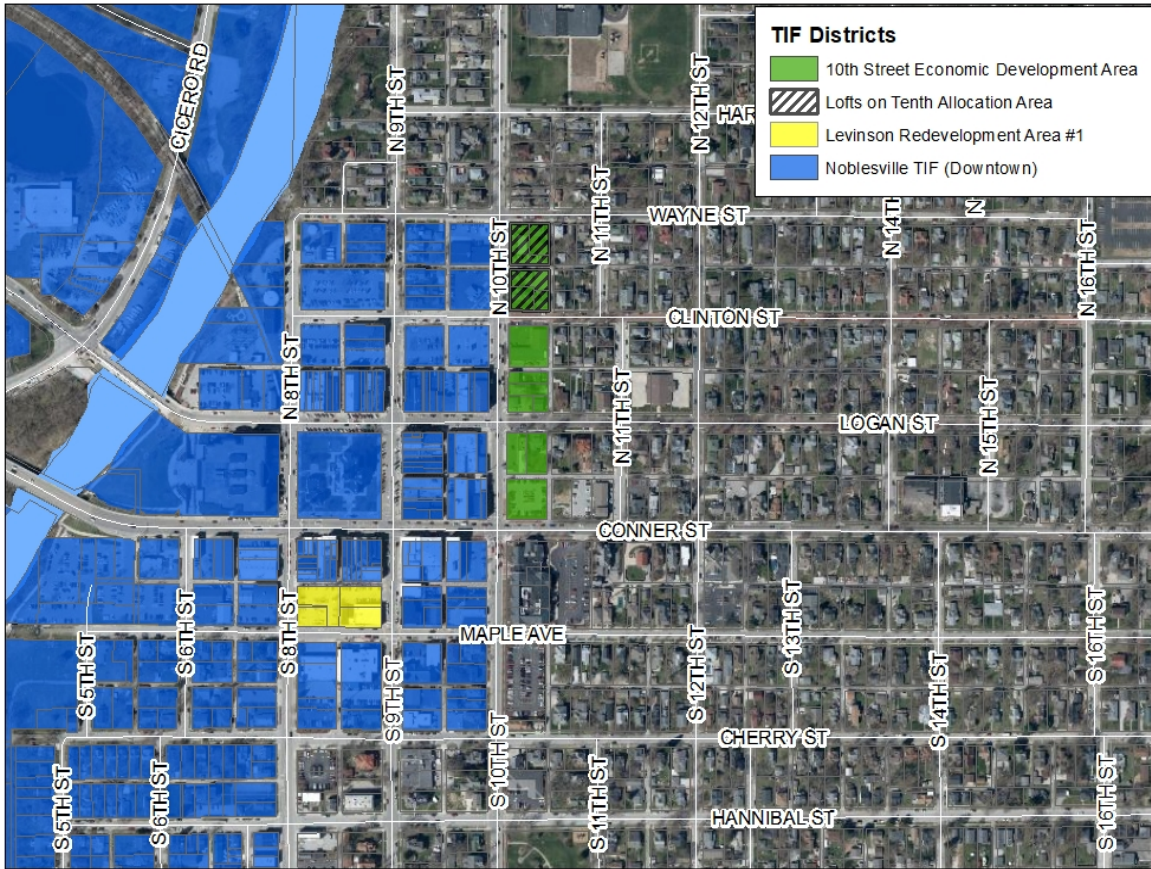 TIF Districts
10th Street Economic Development Area
Lofts on Tenth Allocation Area
Levinson Redevelopment Area #1
Noblesville TIF (Downtown)
CICERO RD
N 9TH ST
N 12TH ST
HAR
WAYNE ST
N 10TH ST
N 11TH ST
N 14TH
N
N 16TH ST
CLINTON ST
N 8TH ST
N 11TH ST
LOGAN ST
N 15TH ST
CONNER ST
S 5TH ST
S 6TH ST
S 8TH ST
MAPLE AVE
S 9TH ST
S 10TH ST
S 12TH ST
S 13TH ST
S 14TH ST
S 16TH ST
CHERRY ST
S 5TH ST
S 6TH ST
S 11TH ST
HANNIBAL ST
S 16TH ST